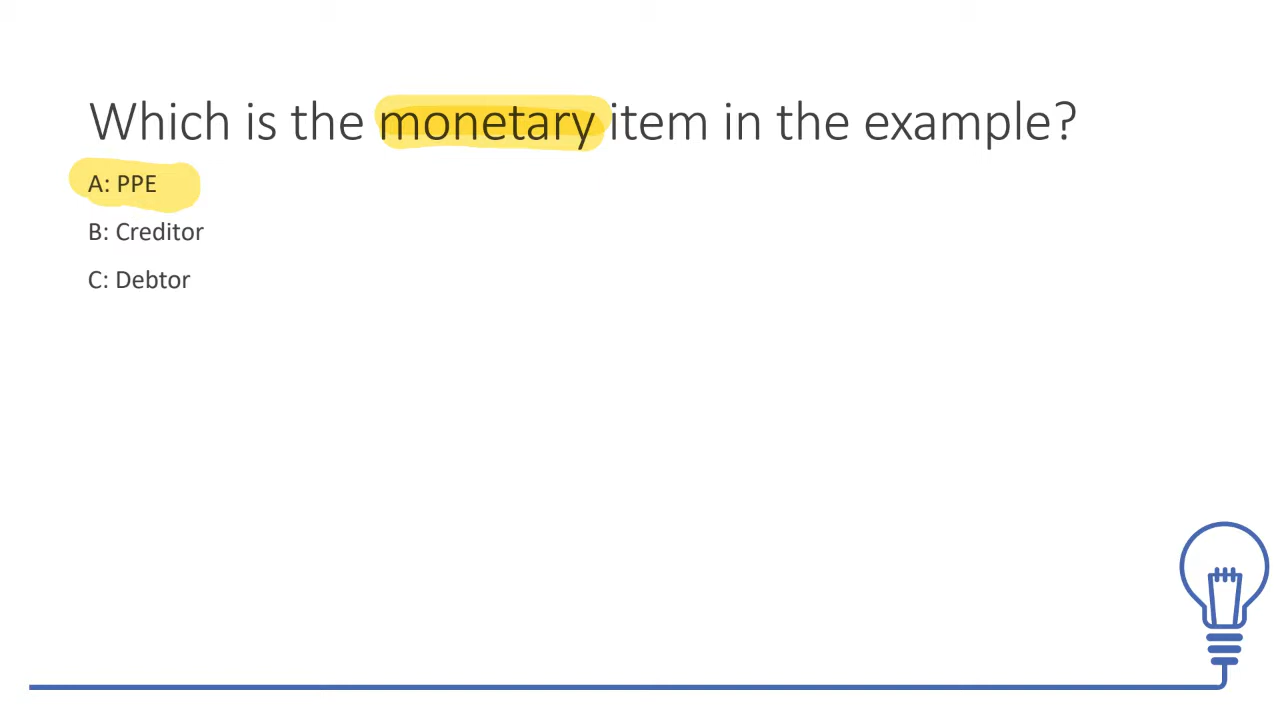 Which is the monetary item in the example?
A: PPE
B: Creditor
C: Debtor